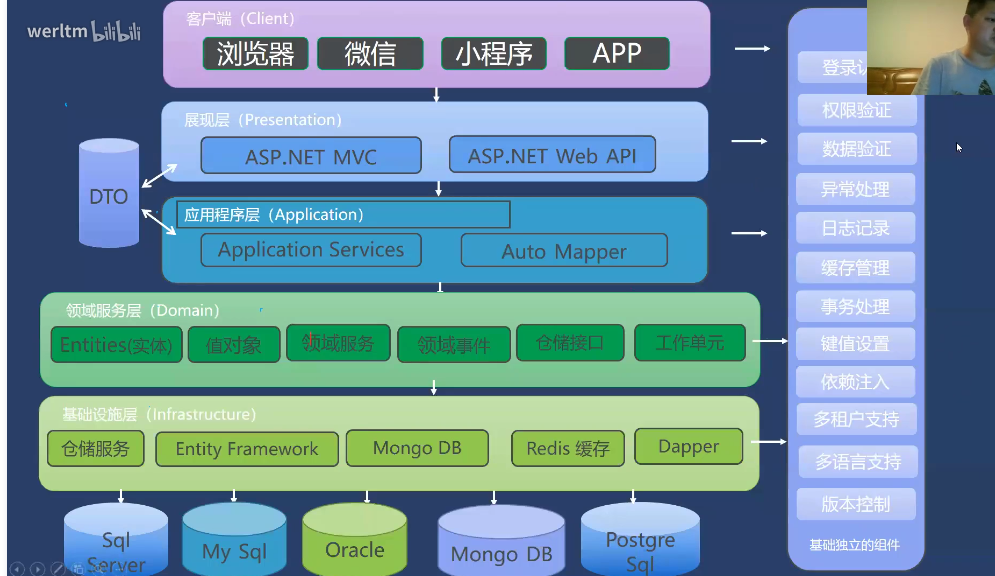 werltm bilibili
客户端（Client）
浏览器 微信 小程序 APP
展现层（Presentation）
ASP.NET MVC ASP.NET Web API
DTO
应用程序层（Application）
Application Services Auto Mapper
领域服务层（Domain）
Entities(实体) 值对象 领域服务 领域事件 仓储接口 工作单元
基础设施层（Infrastructure）
仓储服务 Entity Framework Mongo DB Redis 缓存 Dapper
Sql Server
My Sql
Oracle
Mongo DB
Postgre Sql
登录
权限验证
数据验证
异常处理
日志记录
缓存管理
事务处理
键值设置
依赖注入
多租户支持
多语言支持
版本控制
基础独立的组件